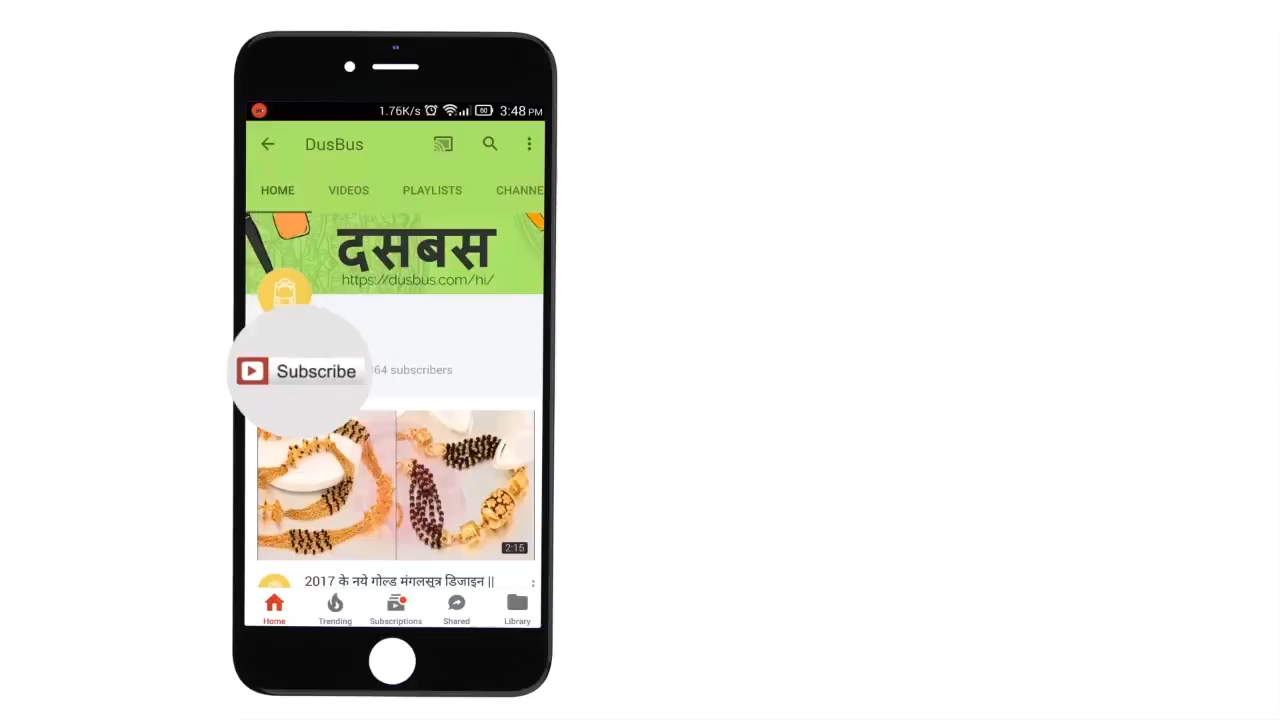 1.76K/s 60 3:48 PM
DusBus
HOME VIDEOS PLAYLISTS CHANNE
दसबस
https://dusbus.com/hi/
Subscribe 64 subscribers
2:15
2017 के नये गोल्ड मंगलसूत्र डिजाइन ||
Home Trending Subscriptions Shared Library